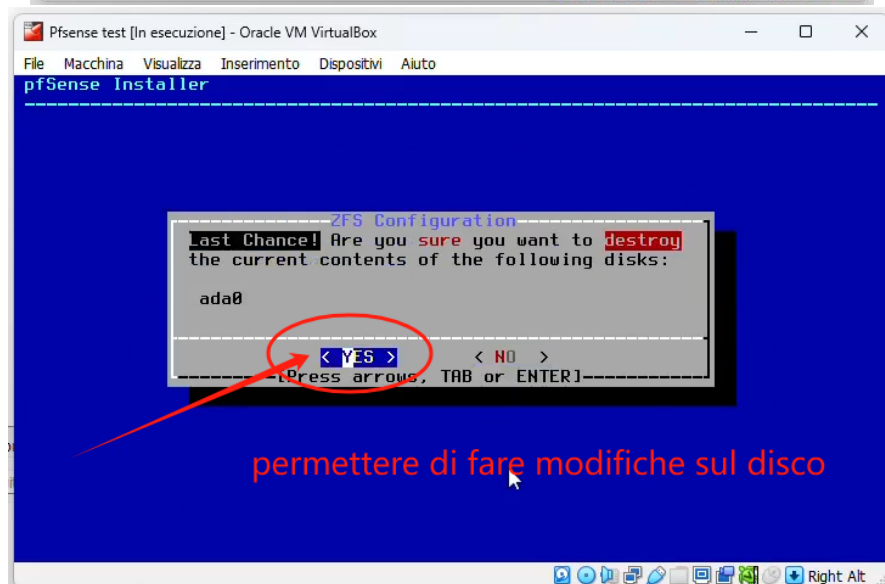 Pfsense test [In esecuzione] - Oracle VM VirtualBox
File Macchina Visualizza Inserimento Dispositivi Aiuto
pfSense Installer
ZFS Configuration
Last Chance! Are you sure you want to destroy
the current contents of the following disks:
ada0
< YES > < NO >
[Press arrows, TAB or ENTER]
permettere di fare modifiche sul disco
Right Alt